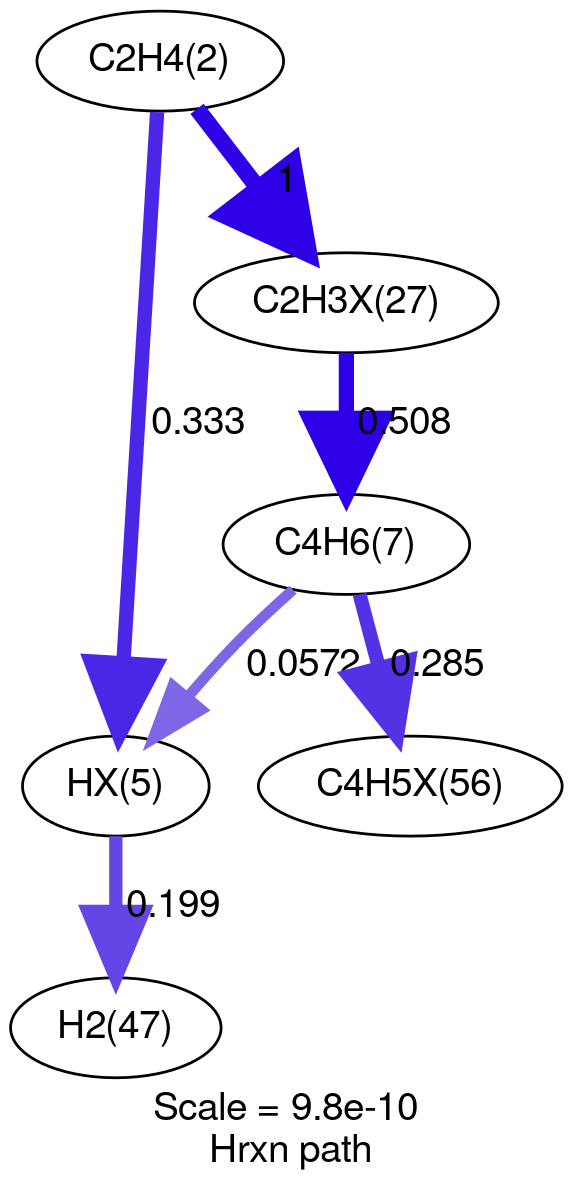 C2H4(2)
1
C2H3X(27)
0.333
0.508
C4H6(7)
0.0572
0.285
HX(5)
C4H5X(56)
0.199
H2(47)
Scale = 9.8e-10
Hrxn path